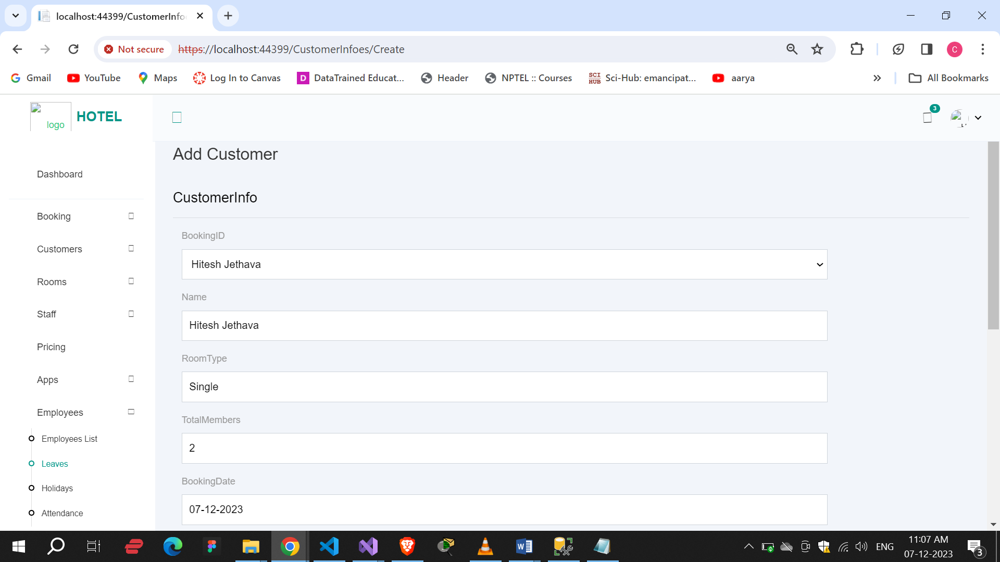 localhost:44399/CustomerInfo
Not secure https://localhost:44399/CustomerInfoes/Create
C
Gmail YouTube Maps Log In to Canvas DataTrained Educat... Header NPTEL :: Courses Sci-Hub: emancipat... aarya » All Bookmarks
D
SCI
HUB
logo HOTEL
3
Add Customer
Dashboard
CustomerInfo
Booking
BookingID
Customers
Hitesh Jethava
Rooms
Name
Staff
Hitesh Jethava
Pricing
RoomType
Apps
Single
Employees
TotalMembers
Employees List
2
Leaves
BookingDate
Holidays
07-12-2023
Attendance
ENG
11:07 AM
07-12-2023
3